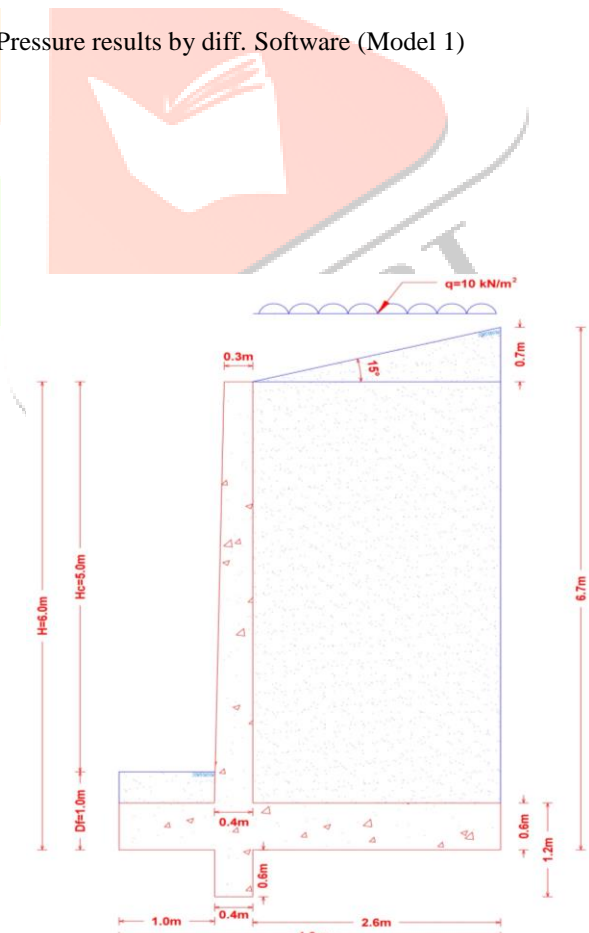 Pressure results by diff. Software (Model 1)
q=10 kN/m²
0.3m
15°
0.7m
H=6.0m
Hc=5.0m
6.7m
Df=1.0m
0.4m
0.6m
1.2m
0.6m
0.4m
1.0m
2.6m